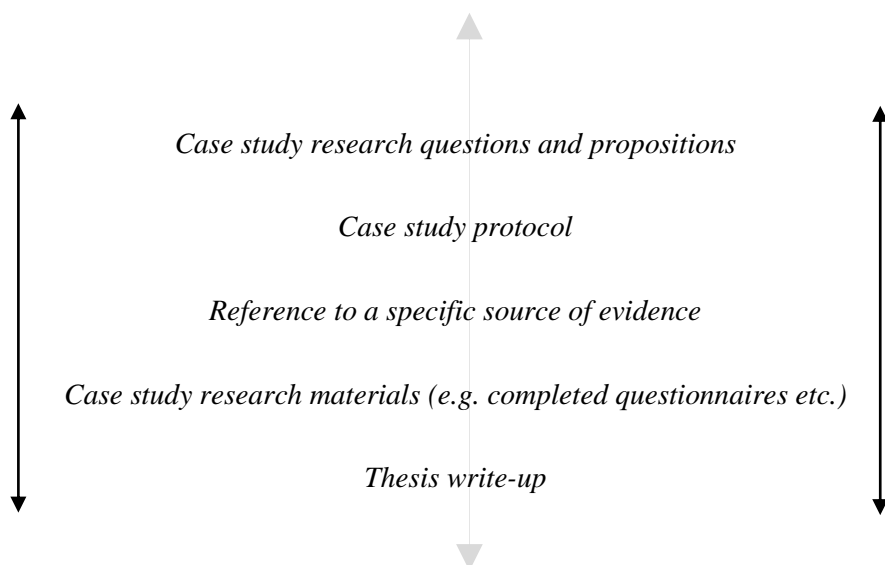 Case study research questions and propositions
Case study protocol
Reference to a specific source of evidence
Case study research materials (e.g. completed questionnaires etc.)
Thesis write-up